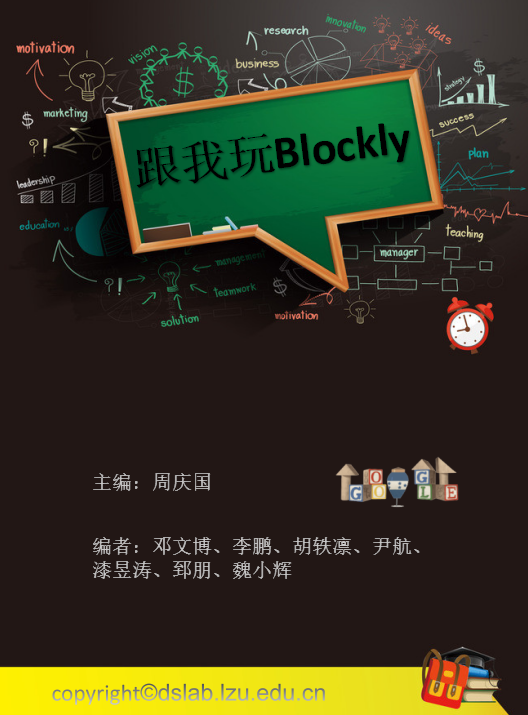 motivation
vision
research
innovation
ideas
business
$
$
strategy
$
marketing
?!
success
跟我玩Blockly
plan
leadership
education
teaching
management
manager
?!
teamwork
$
solution
motivation
主编：周庆国
GOOGLE
编者：邓文博、李鹏、胡轶凛、尹航、
漆昱涛、郅朋、魏小辉
copyright©dslab.lzu.edu.cn